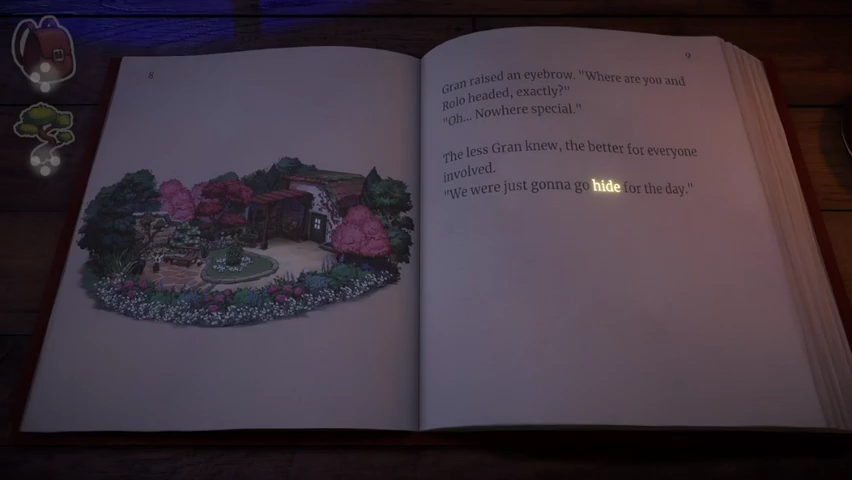 8
9
Gran raised an eyebrow. "Where are you and
Rolo headed, exactly?"
"Oh... Nowhere special."
The less Gran knew, the better for everyone
involved.
"We were just gonna go hide for the day."